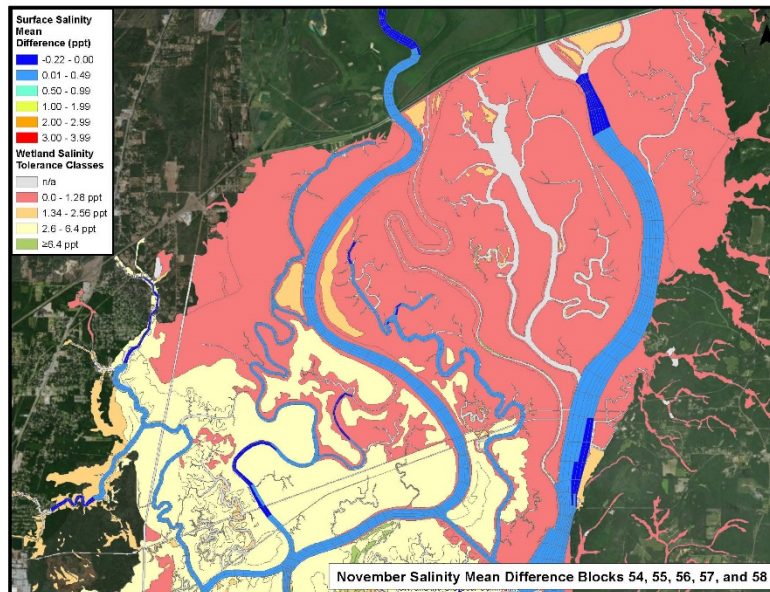 Surface Salinity
Mean
Difference (ppt)
-0.22 - 0.00
0.01 - 0.49
0.50 - 0.99
1.00 - 1.99
2.00 - 2.99
3.00 - 3.99
Wetland Salinity
Tolerance Classes
n/a
0.0 - 1.28 ppt
1.34 - 2.56 ppt
2.6 - 6.4 ppt
≥6.4 ppt
November Salinity Mean Difference Blocks 54, 55, 56, 57, and 58